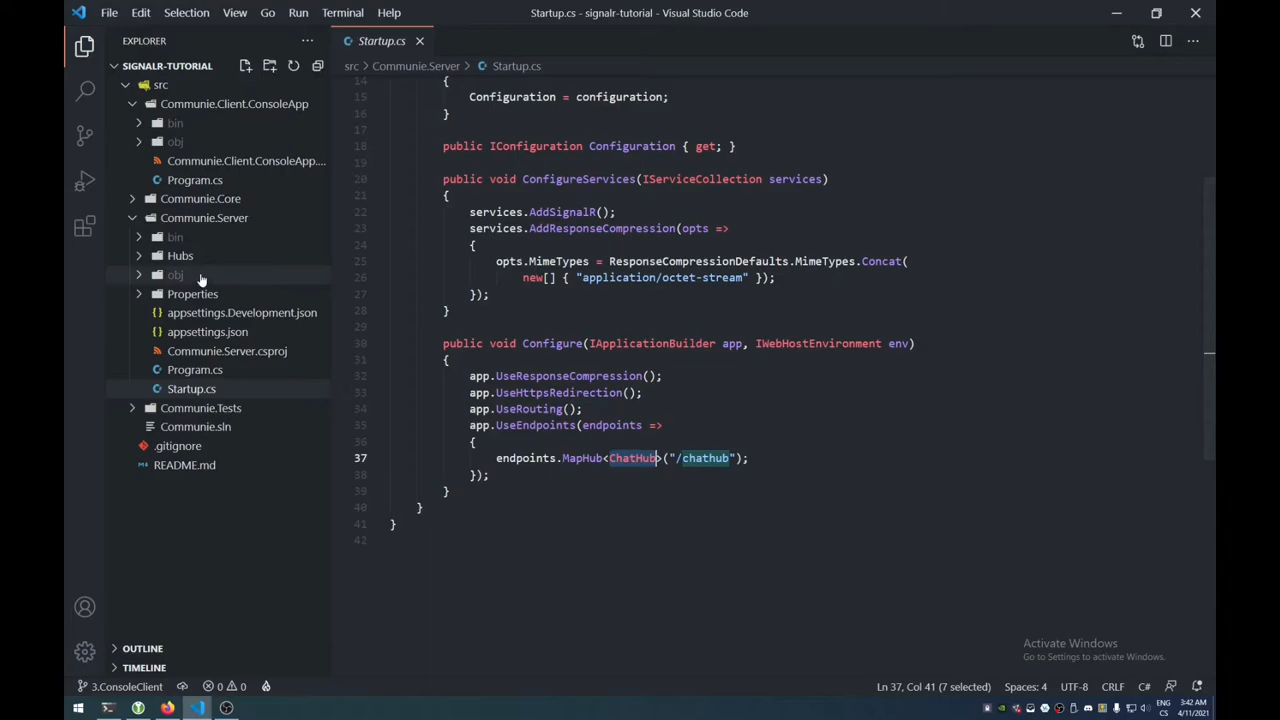 File Edit Selection View Go Run Terminal Help
Startup.cs - signalr-tutorial - Visual Studio Code
EXPLORER
SIGNALR-TUTORIAL
src
Communie.Client.ConsoleApp
bin
obj
Communie.Client.ConsoleApp....
Program.cs
Communie.Core
Communie.Server
bin
Hubs
obj
Properties
appsettings.Development.json
appsettings.json
Communie.Server.csproj
Program.cs
Startup.cs
Communie.Tests
Communie.sln
.gitignore
README.md
OUTLINE
TIMELINE
Startup.cs
src > Communie.Server > Startup.cs
14 {
15 Configuration = configuration;
16 }
17
18 public IConfiguration Configuration { get; }
19
20 public void ConfigureServices(IServiceCollection services)
21 {
22 services.AddSignalR();
23 services.AddResponseCompression(opts =>
24 {
25 opts.MimeTypes = ResponseCompressionDefaults.MimeTypes.Concat(
26 new[] { "application/octet-stream" });
27 });
28 }
29
30 public void Configure(IApplicationBuilder app, IWebHostEnvironment env)
31 {
32 app.UseResponseCompression();
33 app.UseHttpsRedirection();
34 app.UseRouting();
35 app.UseEndpoints(endpoints =>
36 {
37 endpoints.MapHub<ChatHub>("/chathub");
38 });
39 }
40 }
41 }
42
Activate Windows
Go to Settings to activate Windows.
3.ConsoleClient 0 0
Ln 37, Col 41 (7 selected) Spaces: 4 UTF-8 CRLF C#
ENG 3:42 AM
CS 4/11/2021